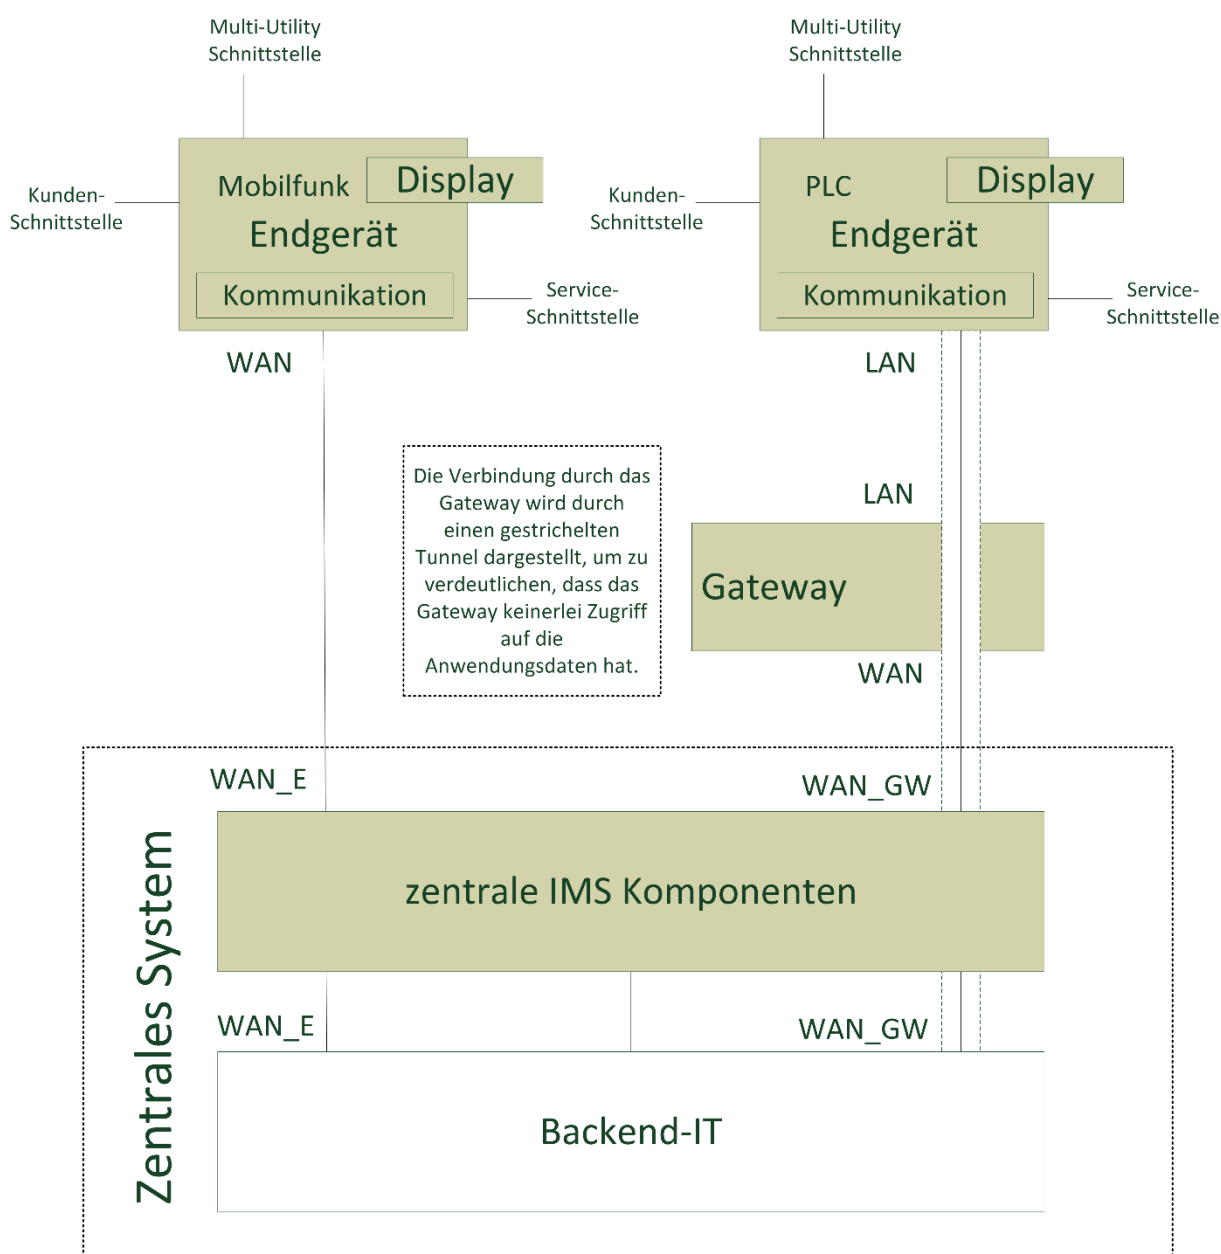 Multi-Utility
Schnittstelle
Multi-Utility
Schnittstelle
Kunden-
Schnittstelle
Mobilfunk
Display
Endgerät
Kommunikation
Service-
Schnittstelle
Kunden-
Schnittstelle
PLC
Display
Endgerät
Kommunikation
Service-
Schnittstelle
WAN
LAN
Die Verbindung durch das
Gateway wird durch
einen gestrichelten
Tunnel dargestellt, um zu
verdeutlichen, dass das
Gateway keinerlei Zugriff
auf die
Anwendungsdaten hat.
LAN
Gateway
WAN
Zentrales System
WAN_E
WAN_GW
zentrale IMS Komponenten
WAN_E
WAN_GW
Backend-IT